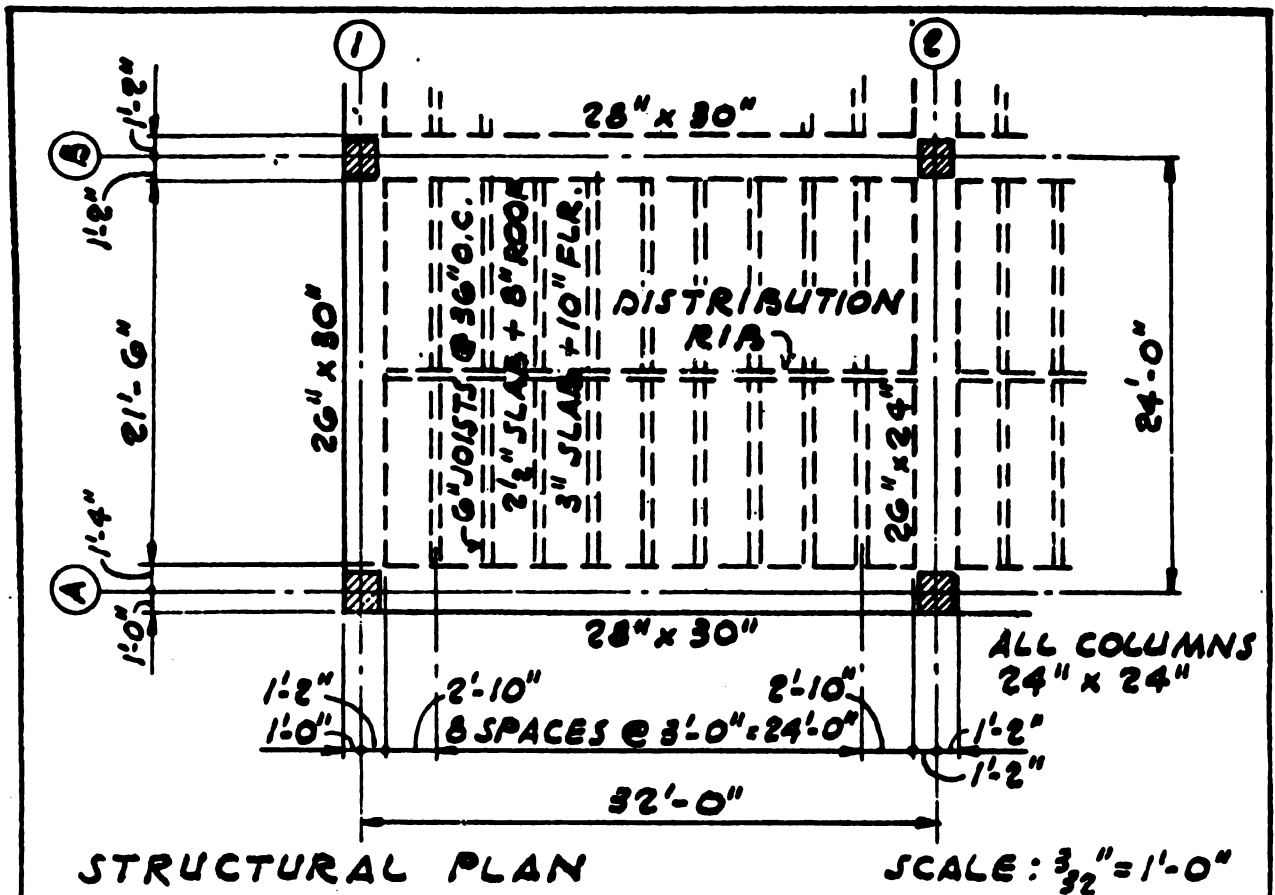 1
2
1'-2"
28" x 30"
B
1'-2"
6" JOISTS @ 36" O.C.
2½" SLAB + 8" ROOF
3" SLAB + 10" FLR.
DISTRIBUTION
RIB
26" x 30"
21'-6"
26" x 24"
24'-0"
1'-4"
A
1'-0"
28" x 30"
ALL COLUMNS
24" x 24"
1'-2"
2'-10"
2'-10"
1'-0"
8 SPACES @ 3'-0" = 24'-0"
1'-2"
1'-2"
32'-0"
STRUCTURAL PLAN
SCALE: 3/32" = 1'-0"